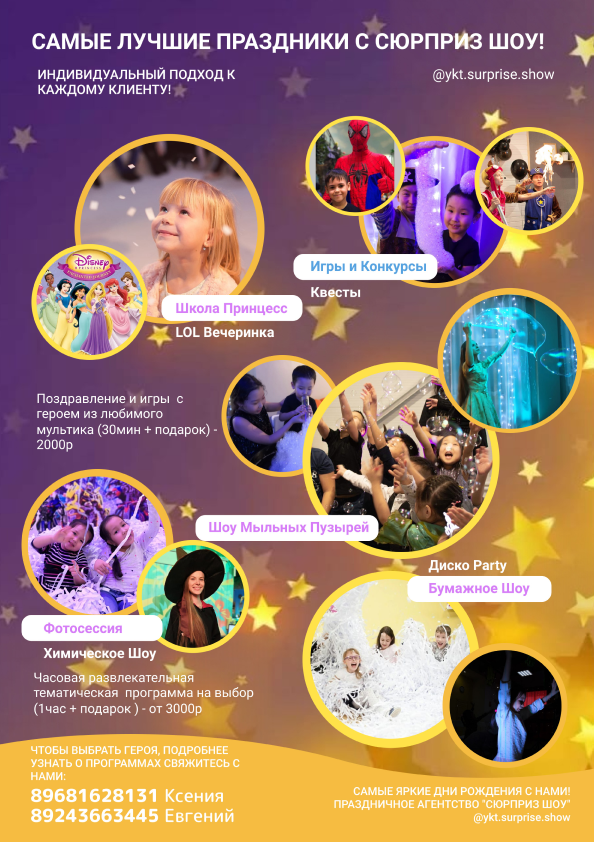 САМЫЕ ЛУЧШИЕ ПРАЗДНИКИ С СЮРПРИЗ ШОУ!
ИНДИВИДУАЛЬНЫЙ ПОДХОД К
КАЖДОМУ КЛИЕНТУ!
@ykt.surprise.show
Disney
Игры и Конкурсы
Квесты
Школа Принцесс
LOL Вечеринка
Поздравление и игры с
героем из любимого
мультика (30мин + подарок) -
2000р
Шоу Мыльных Пузырей
Диско Party
Бумажное Шоу
Фотосессия
Химическое Шоу
Часовая развлекательная
тематическая программа на выбор
(1час + подарок ) - от 3000р
ЧТОБЫ ВЫБРАТЬ ГЕРОЯ, ПОДРОБНЕЕ
УЗНАТЬ О ПРОГРАММАХ СВЯЖИТЕСЬ С
НАМИ:
89681628131 Ксения
89243663445 Евгений
САМЫЕ ЯРКИЕ ДНИ РОЖДЕНИЯ С НАМИ!
ПРАЗДНИЧНОЕ АГЕНТСТВО "СЮРПРИЗ ШОУ"
@ykt.surprise.show